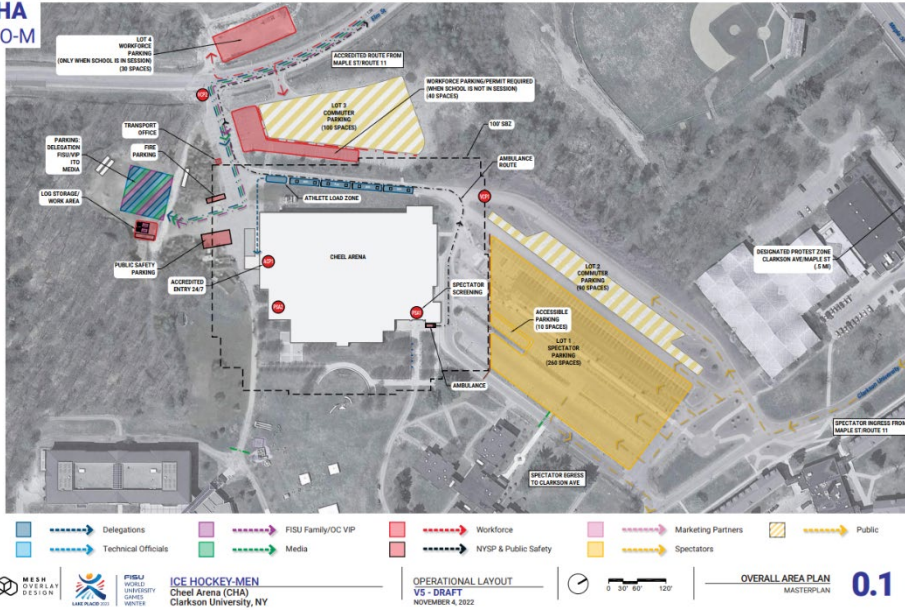 HA
O-M
LOT 4
WORKFORCE
PARKING
(ONLY WHEN SCHOOL IS IN SESSION)
(30 SPACES)
Elm St
ACCREDITED ROUTE FROM
MAPLE ST/ROUTE 11
WORKFORCE PARKING/PERMIT REQUIRED
(WHEN SCHOOL IS NOT IN SESSION)
(40 SPACES)
VCP2
LOT 3
COMMUTER
PARKING
(100 SPACES)
100' SBZ
TRANSPORT
OFFICE
FIRE
PARKING
PARKING:
DELEGATION
FISU/VIP
ITO
MEDIA
AMBULANCE
ROUTE
LOG STORAGE/
WORK AREA
ATHLETE LOAD ZONE
VCP1
PUBLIC SAFETY
PARKING
CHEEL ARENA
DESIGNATED PROTEST ZONE
CLARKSON AVE/MAPLE ST
(.5 MI)
LOT 2
COMMUTER
PARKING
(90 SPACES)
ACCREDITED
ENTRY 24/7
SPECTATOR
SCREENING
PSA2
PSA1
ACCESSIBLE
PARKING
(10 SPACES)
LOT 1
SPECTATOR
PARKING
(260 SPACES)
AMBULANCE
Clarkson University
SPECTATOR INGRESS FROM
MAPLE ST/ROUTE 11
SPECTATOR EGRESS
TO CLARKSON AVE
Delegations
FISU Family/OC VIP
Workforce
Marketing Partners
Public
Technical Officials
Media
NYSP & Public Safety
Spectators
MESH
OVERLAY
DESIGN
LAKE PLACID 2023
FISU
WORLD
UNIVERSITY
GAMES
WINTER
ICE HOCKEY-MEN
Cheel Arena (CHA)
Clarkson University, NY
OPERATIONAL LAYOUT
V5 - DRAFT
NOVEMBER 4, 2022
0 30' 60' 120'
OVERALL AREA PLAN
MASTERPLAN
0.1